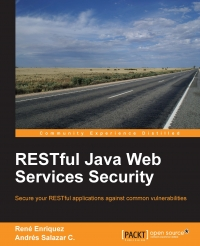 Community Experience Distilled
RESTful Java Web
Services Security
Secure your RESTful applications against common vulnerabilities
René Enríquez
Andrés Salazar C.
PACKT
open source
PUBLISHING